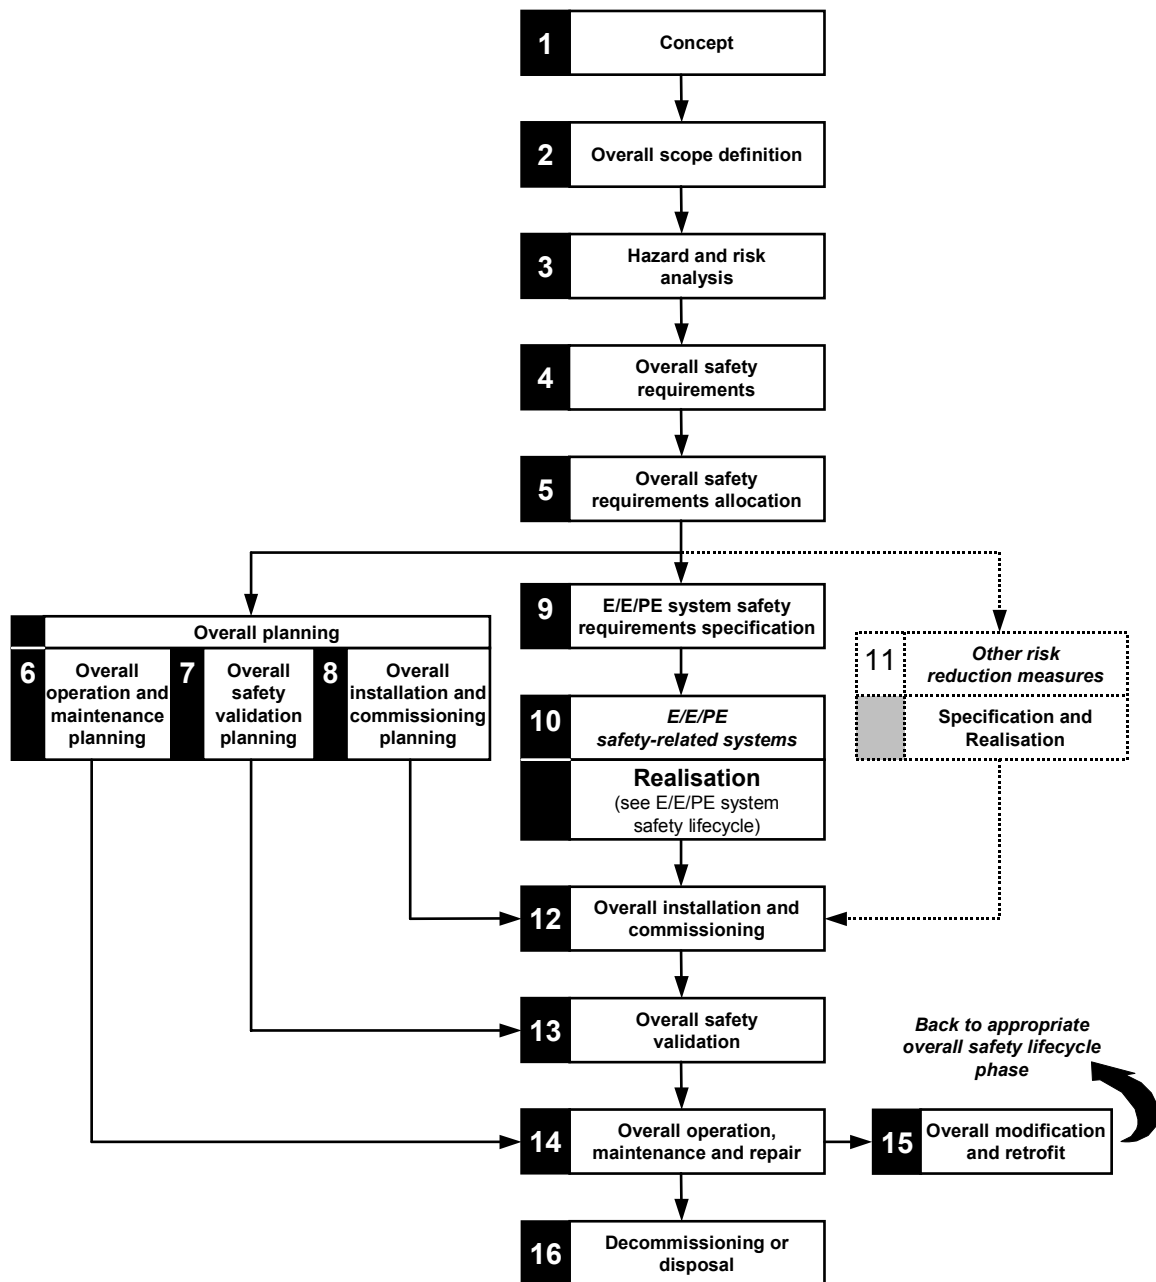 1
Concept
2
Overall scope definition
3
Hazard and risk
analysis
4
Overall safety
requirements
5
Overall safety
requirements allocation
Overall planning
6
Overall
operation and
maintenance
planning
7
Overall
safety
validation
planning
8
Overall
installation and
commissioning
planning
9
E/E/PE system safety
requirements specification
10
E/E/PE
safety-related systems
Realisation
(see E/E/PE system
safety lifecycle)
11
Other risk
reduction measures
Specification and
Realisation
12
Overall installation and
commissioning
13
Overall safety
validation
Back to appropriate
overall safety lifecycle
phase
14
Overall operation,
maintenance and repair
15
Overall modification
and retrofit
16
Decommissioning or
disposal